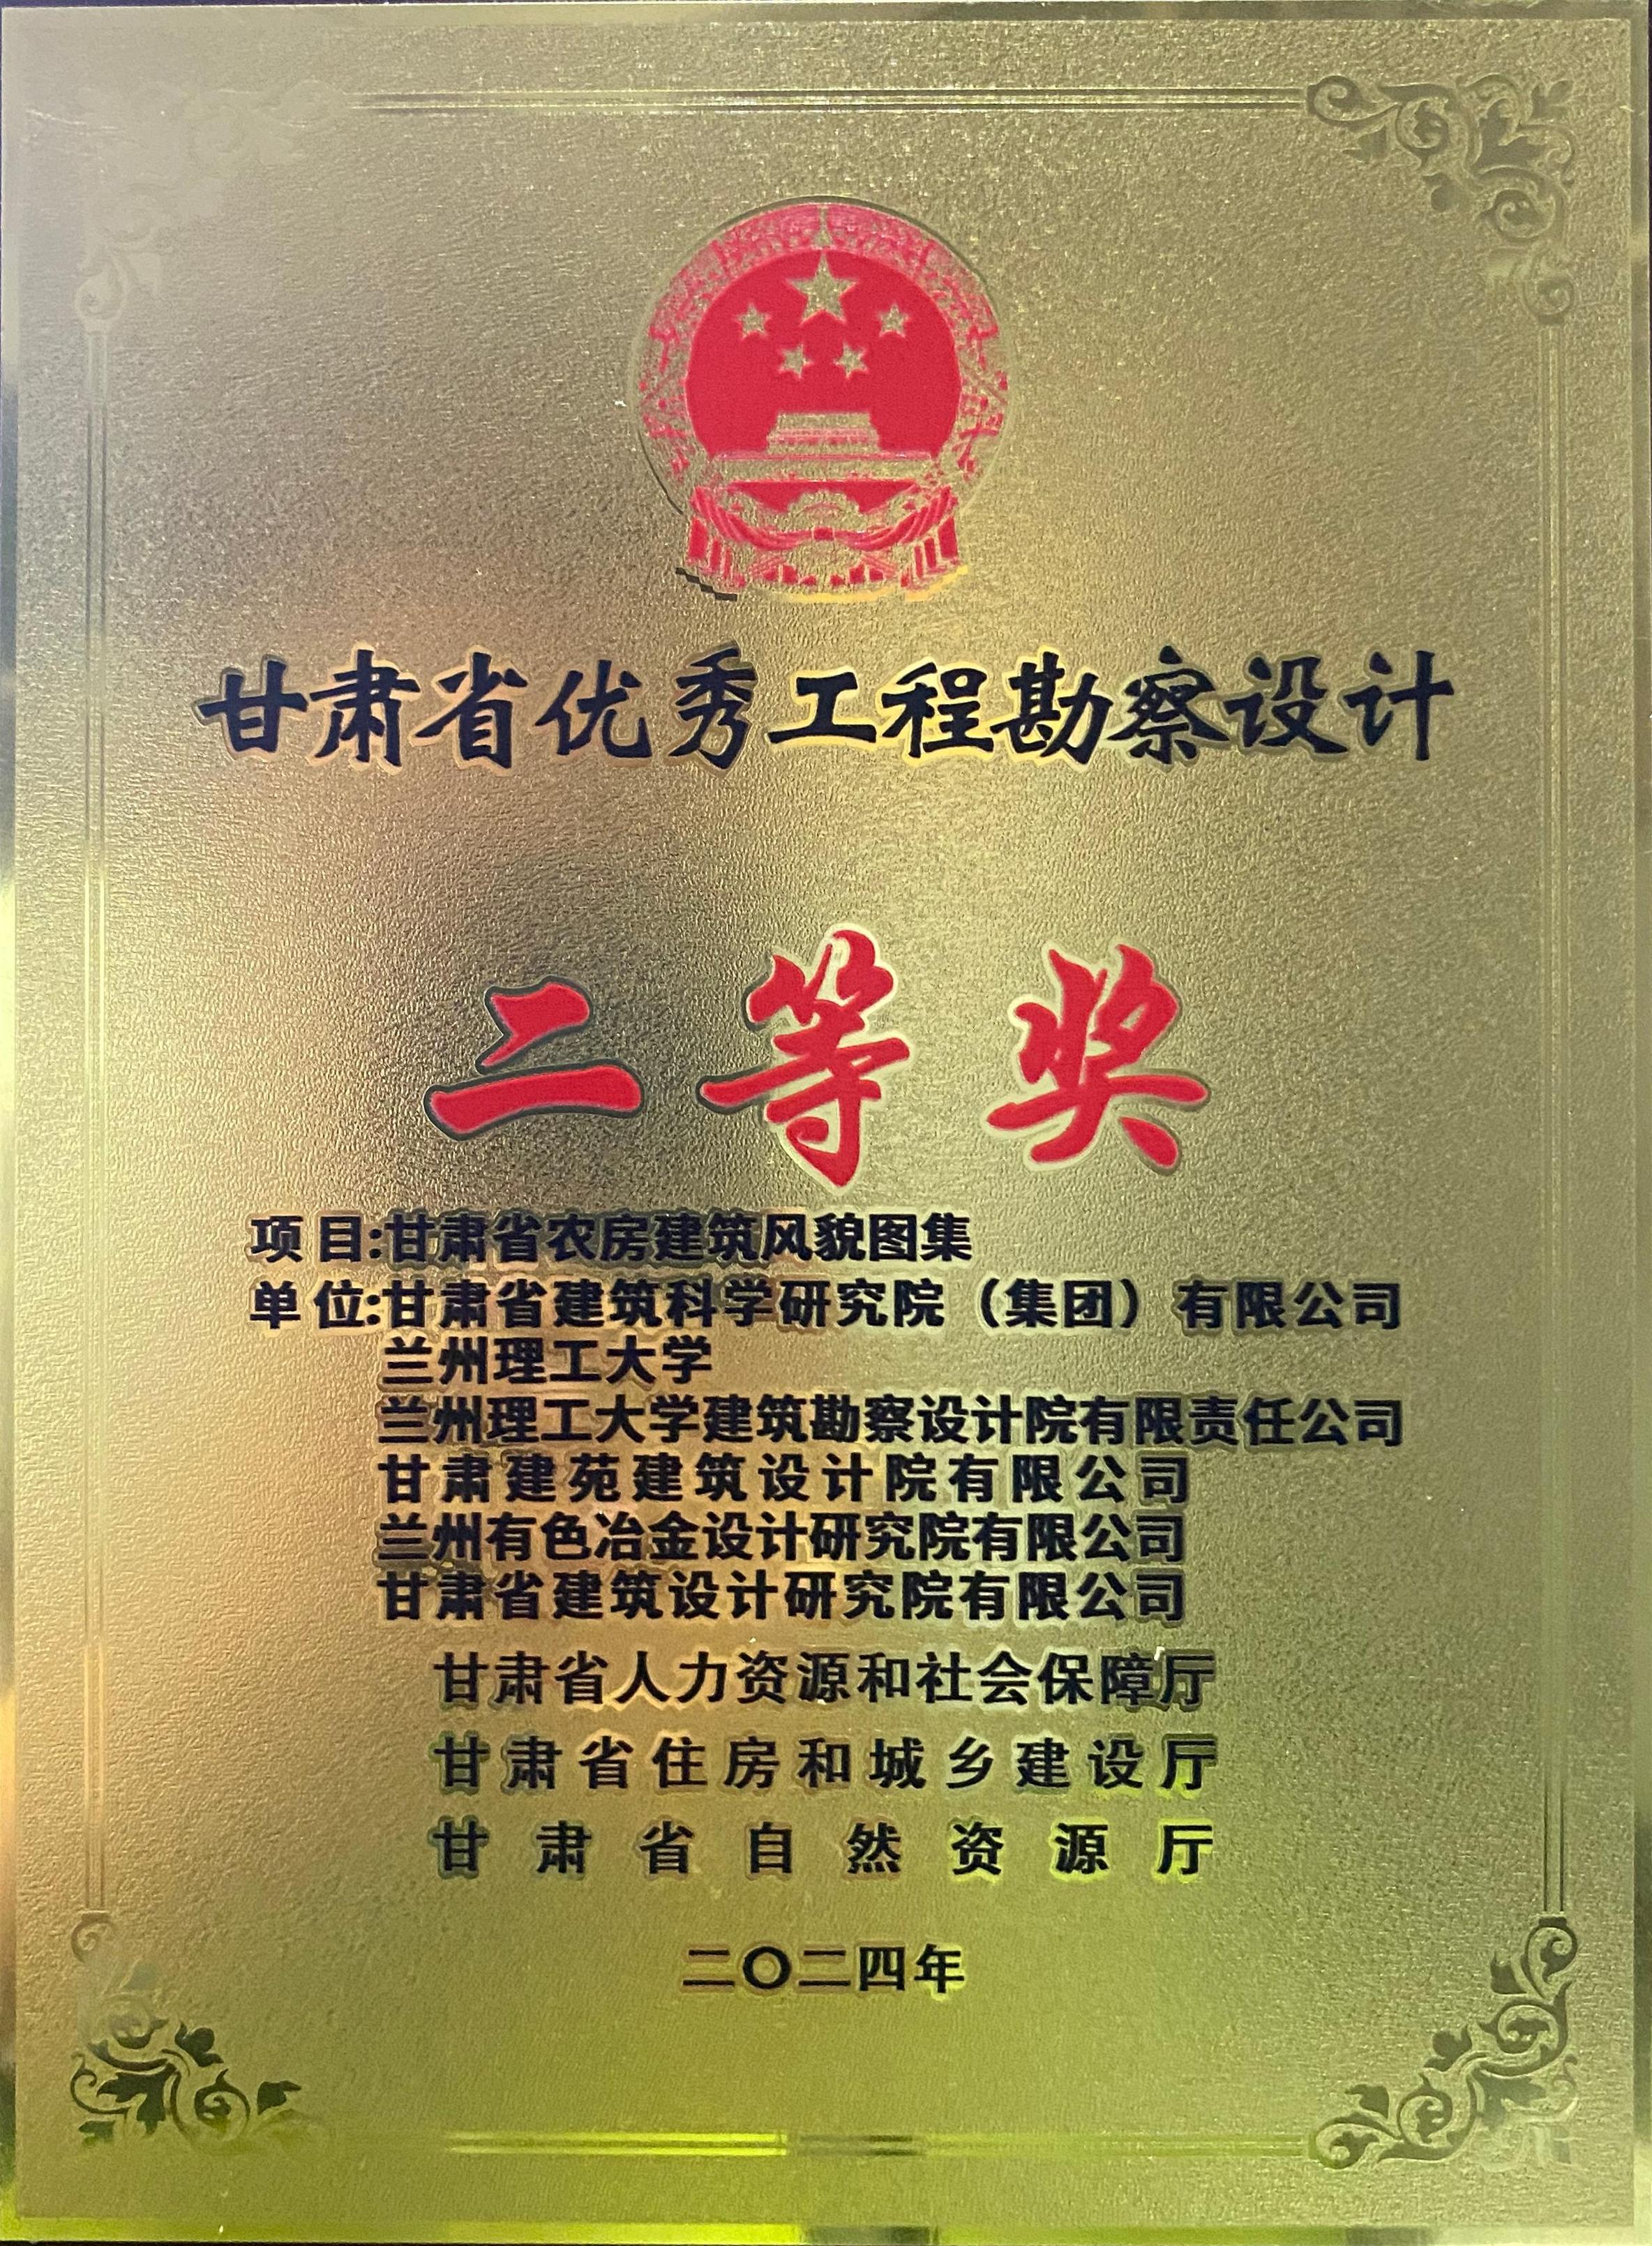 甘肃省优秀工程勘察设计
二等奖
项目:甘肃省农房建筑风貌图集
单位:甘肃省建筑科学研究院（集团）有限公司
兰州理工大学
兰州理工大学建筑勘察设计院有限责任公司
甘肃建苑建筑设计院有限公司
兰州有色冶金设计研究院有限公司
甘肃省建筑设计研究院有限公司
甘肃省人力资源和社会保障厅
甘肃省住房和城乡建设厅
甘肃省自然资源厅
二〇二四年